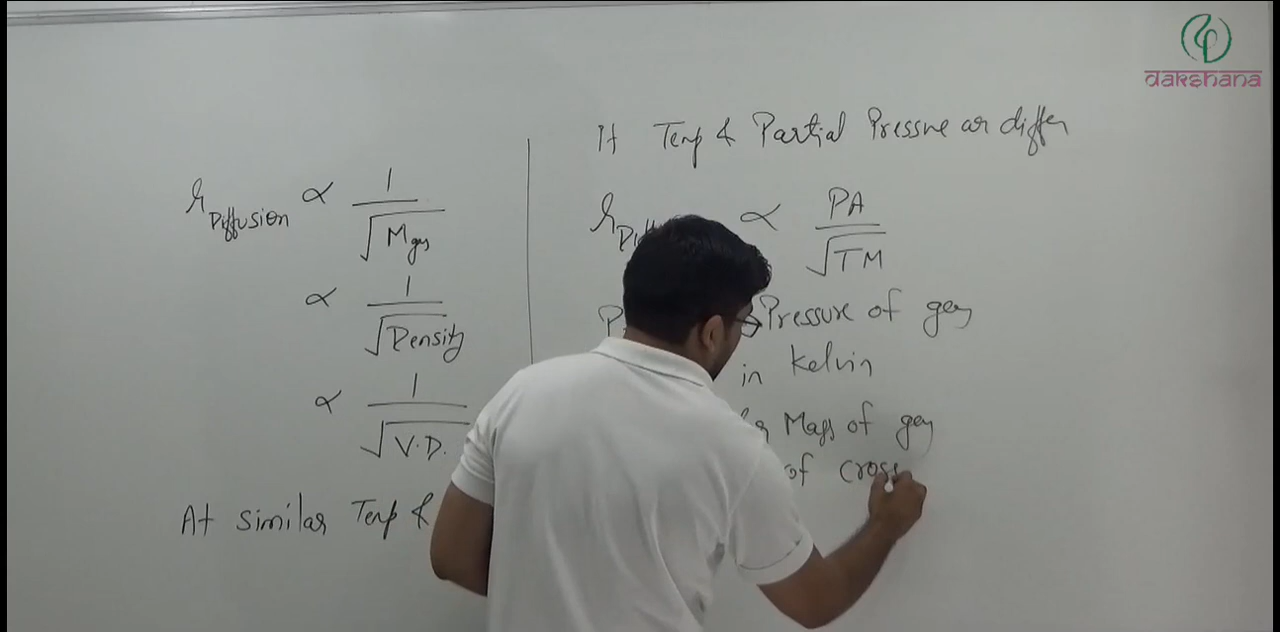 dakshana
r Diffusion ∝ 1/√M gas
∝ 1/√Density
∝ 1/√V.D.
At similar Temp &
If Temp & Partial Pressure ar differ
r ∝ PA/√TM
P Pressure of gas
in Kelvin
Mass of gas
of cross